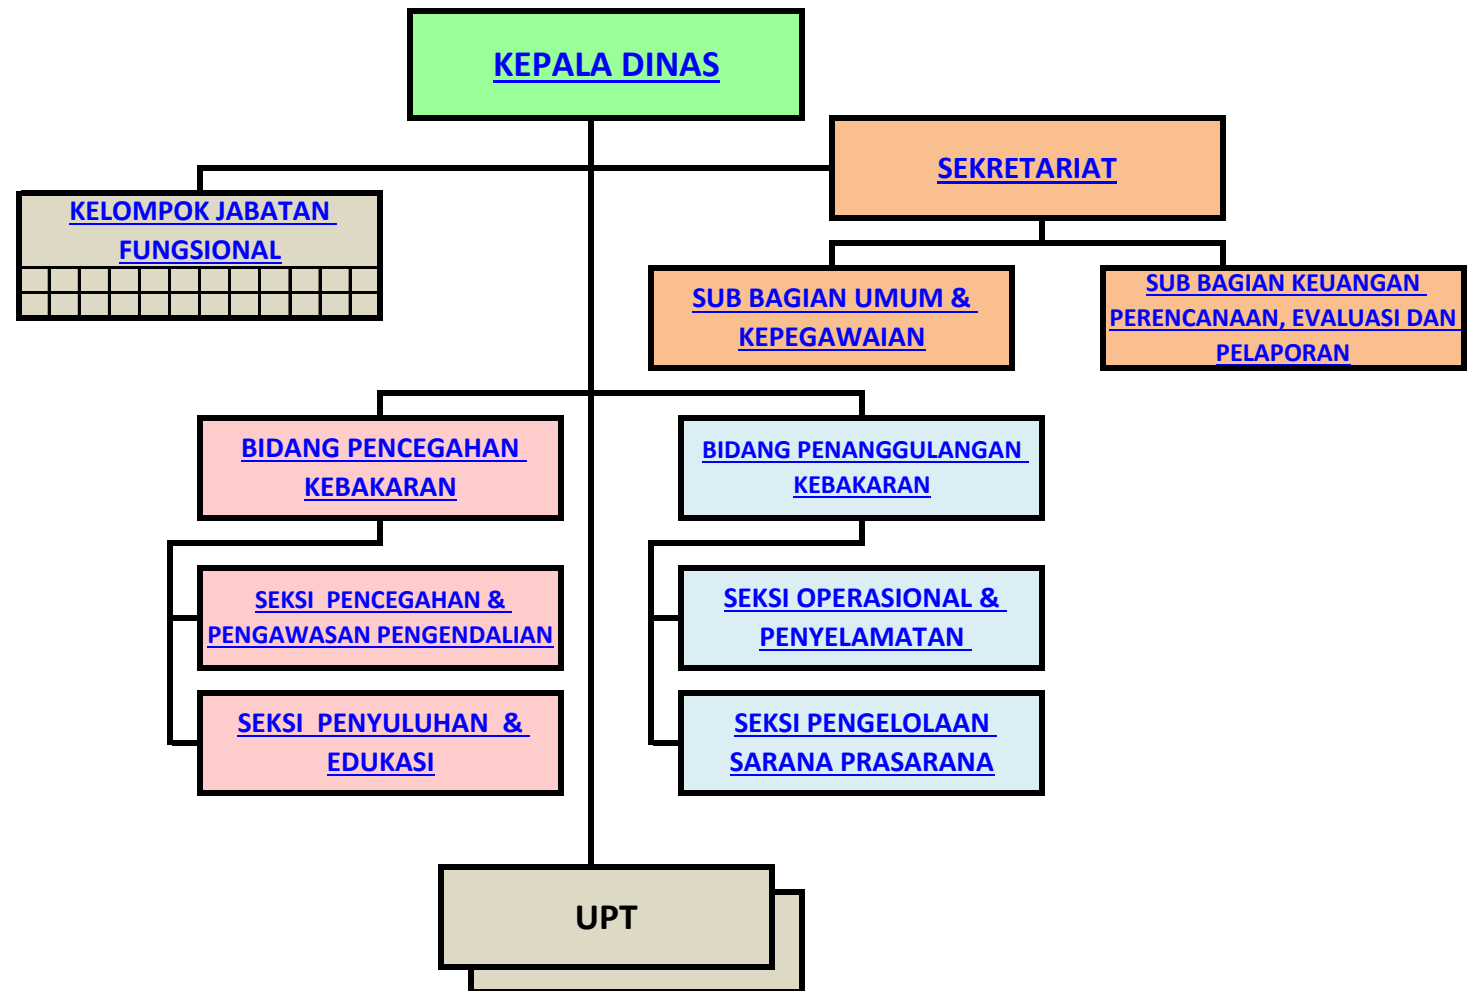 KEPALA DINAS
SEKRETARIAT
KELOMPOK JABATAN
FUNGSIONAL
SUB BAGIAN UMUM &
KEPEGAWAIAN
SUB BAGIAN KEUANGAN
PERENCANAAN, EVALUASI DAN
PELAPORAN
BIDANG PENCEGAHAN
KEBAKARAN
BIDANG PENANGGULANGAN
KEBAKARAN
SEKSI  PENCEGAHAN &
PENGAWASAN PENGENDALIAN
SEKSI OPERASIONAL &
PENYELAMATAN
SEKSI  PENYULUHAN  &
EDUKASI
SEKSI PENGELOLAAN
SARANA PRASARANA
UPT